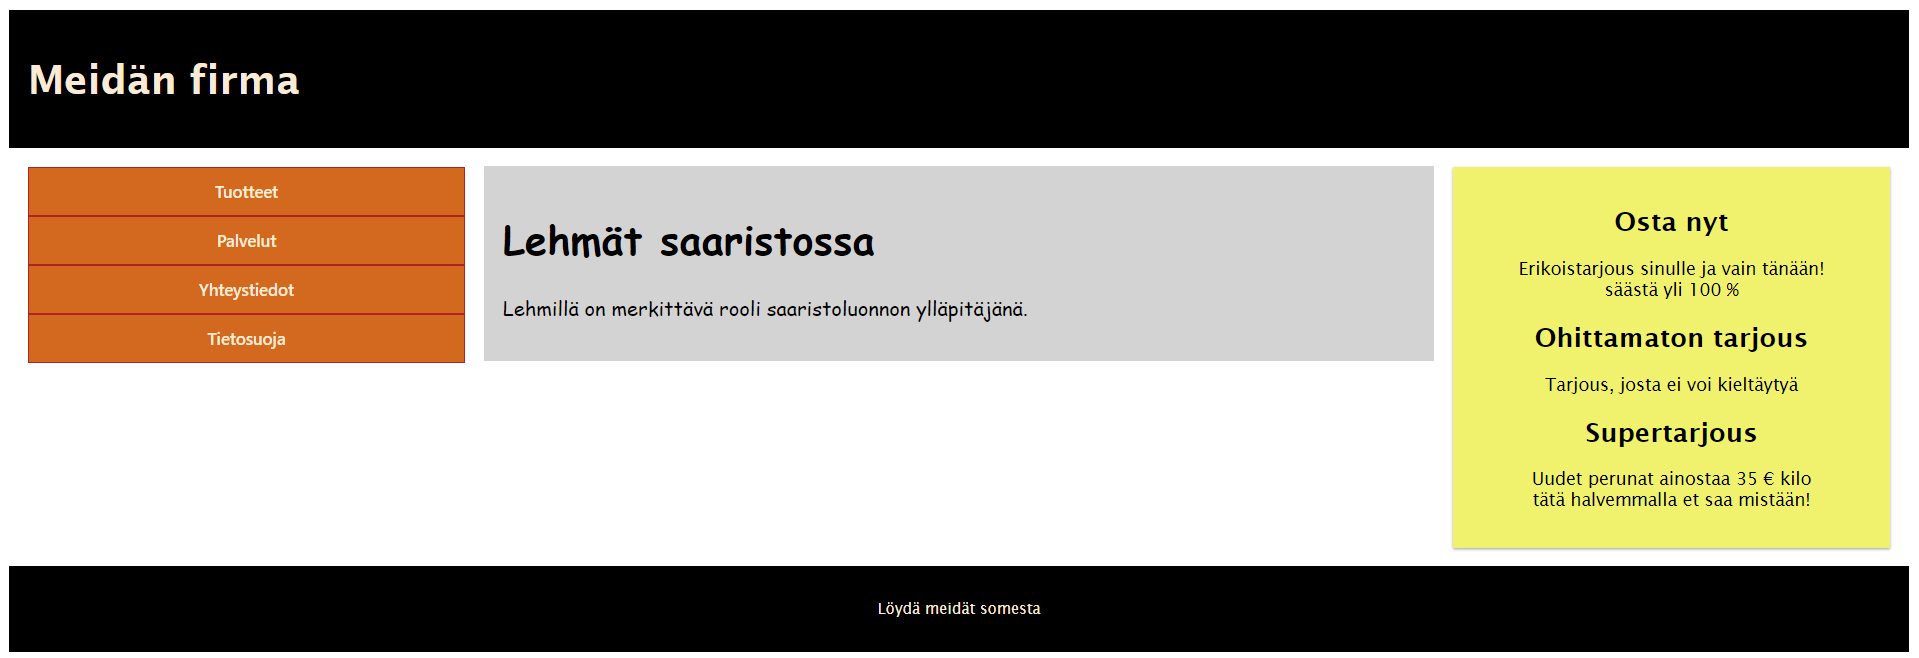 Meidän firma
Tuotteet
Palvelut
Yhteystiedot
Tietosuoja
Lehmät saaristossa
Lehmillä on merkittävä rooli saaristoluonnon ylläpitäjänä.
Osta nyt
Erikoistarjous sinulle ja vain tänään!
säästä yli 100 %
Ohittamaton tarjous
Tarjous, josta ei voi kieltäytyä
Supertarjous
Uudet perunat ainostaa 35 € kilo
tätä halvemmalla et saa mistään!
Löydä meidät somesta